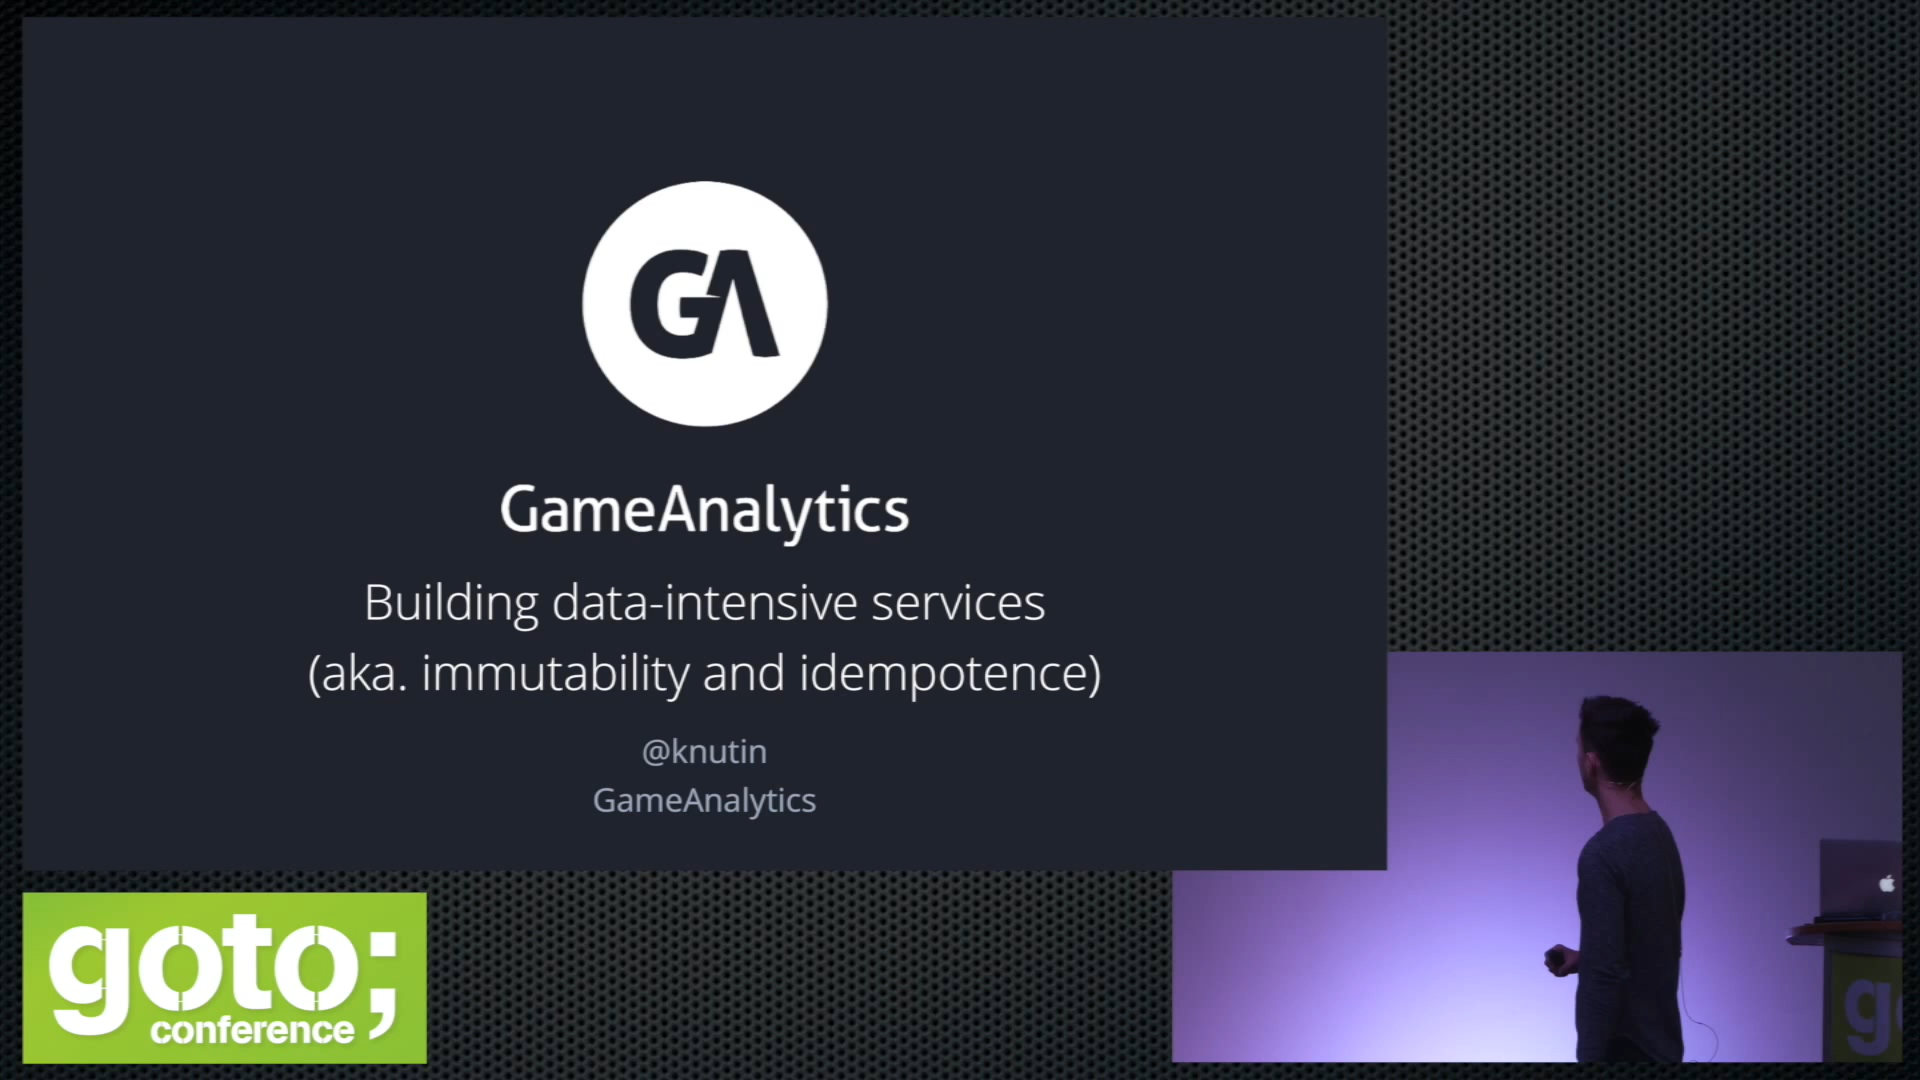 GA
GameAnalytics
Building data-intensive services
(aka. immutability and idempotence)
@knutin
GameAnalytics
goto;
conference
g